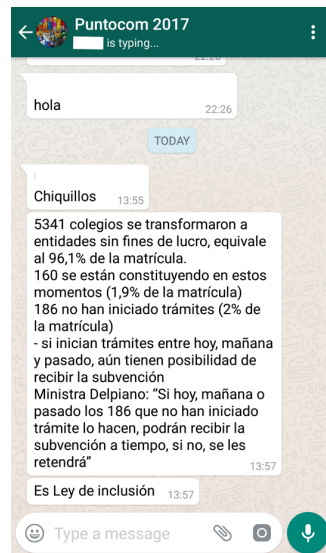 Puntocom 2017
is typing...
hola
22:26
TODAY
Chiquillos
13:55
5341 colegios se transformaron a
entidades sin fines de lucro, equivale
al 96,1% de la matrícula.
160 se están constituyendo en estos
momentos (1,9% de la matrícula)
186 no han iniciado trámites (2% de
la matrícula)
- si inician trámites entre hoy, mañana
y pasado, aún tienen posibilidad de
recibir la subvención
Ministra Delpiano: “Si hoy, mañana o
pasado los 186 que no han iniciado
trámite lo hacen, podrán recibir la
subvención a tiempo, si no, se les
retendrá”
13:57
Es Ley de inclusión
13:57
Type a message